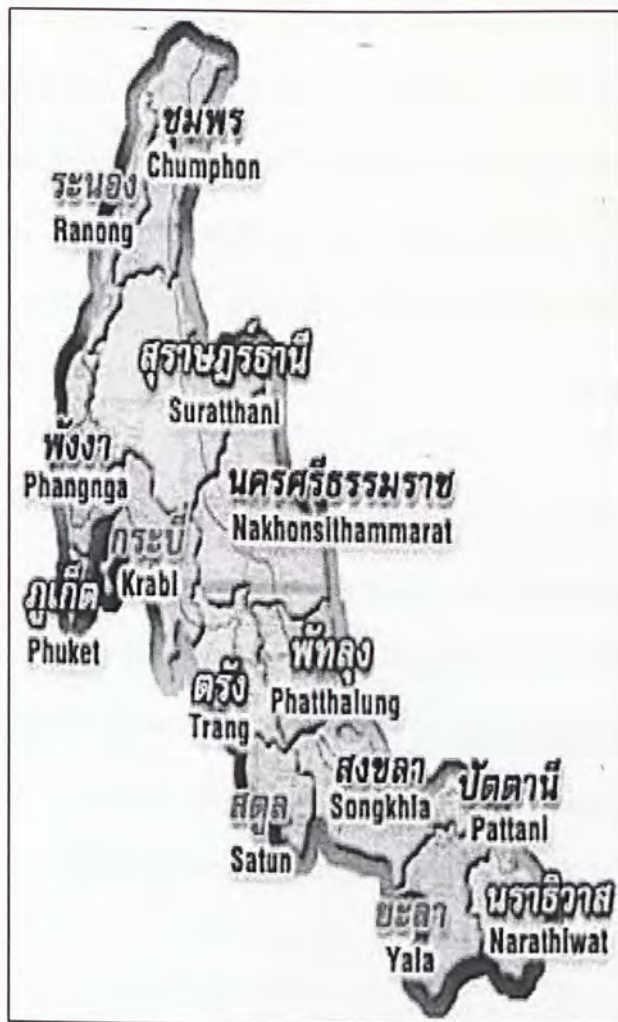 ชุมพร
Chumphon
ระนอง
Ranong
สุราษฎร์ธานี
Suratthani
พังงา
Phangnga
นครศรีธรรมราช
Nakhonsithammarat
กระบี่
Krabi
ภูเก็ต
Phuket
พัทลุง
Phatthalung
ตรัง
Trang
สงขลา
Songkhla
ปัตตานี
Pattani
สตูล
Satun
ยะลา
Yala
นราธิวาส
Narathiwat